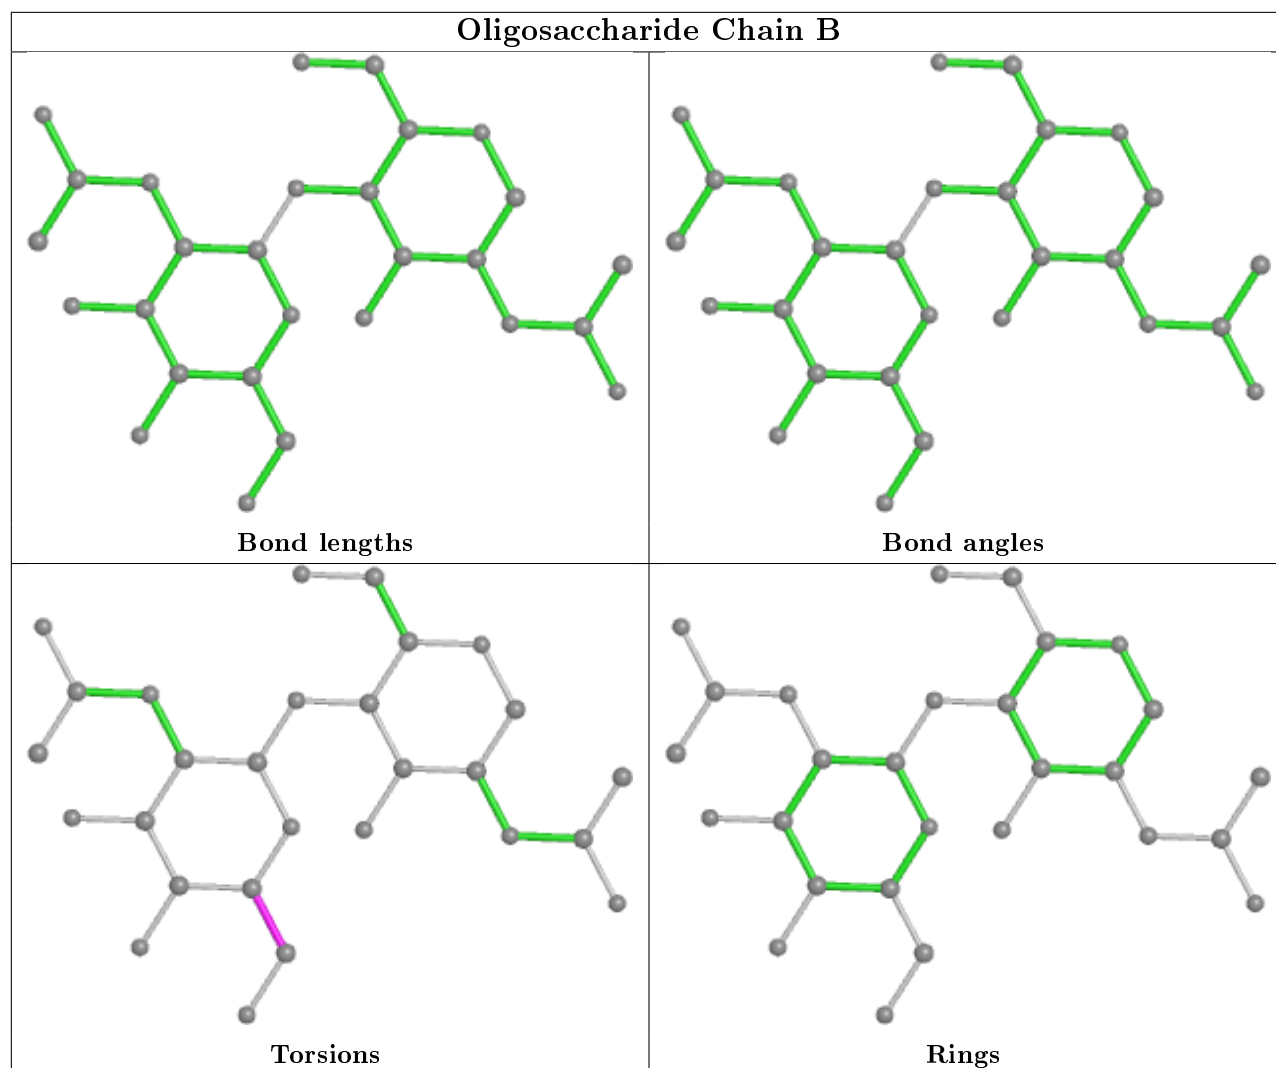 Oligosaccharide Chain B
Bond lengths
Bond angles
Torsions
Rings